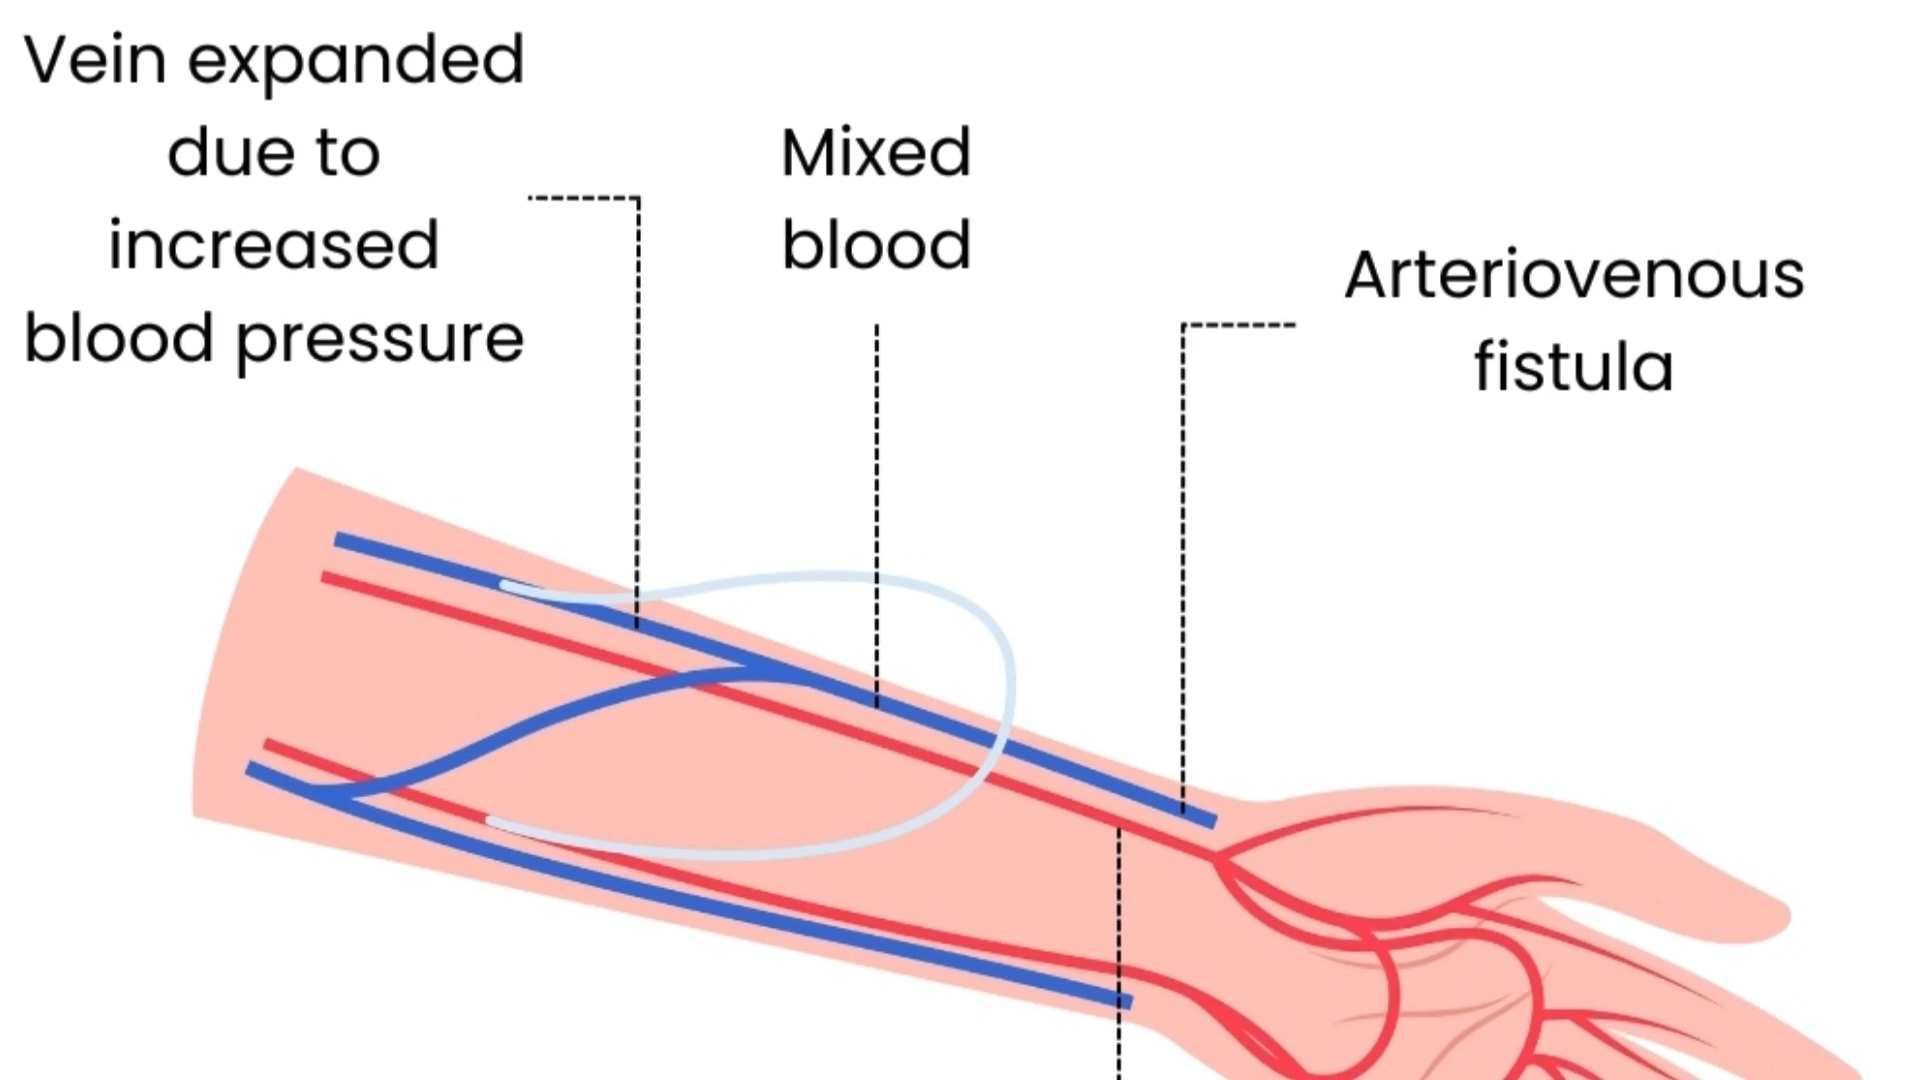 Vein expanded
due to
increased
blood pressure
Mixed
blood
Arteriovenous
fistula